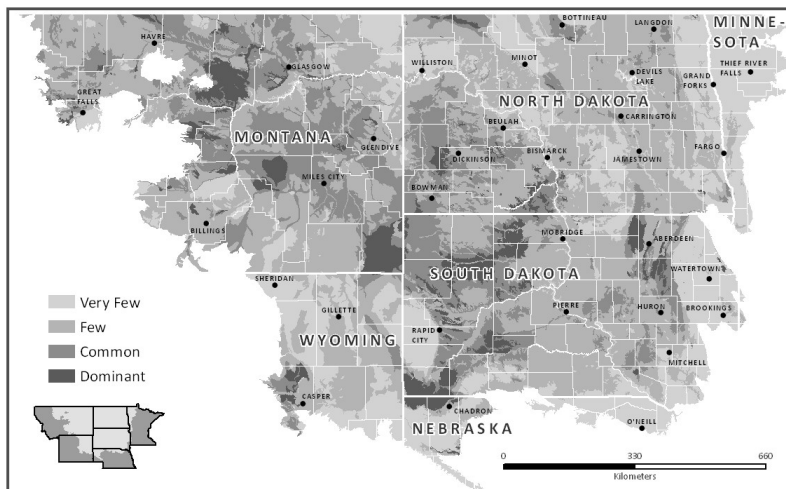 BOTTINEAU
LANGDON
MINNE-
SOTA
HAVRE
GLASGOW
WILLISTON
MINOT
DEVILS
LAKE
GRAND
FORKS
THIEF RIVER
FALLS
GREAT
FALLS
NORTH DAKOTA
CARRINGTON
MONTANA
GLENDIVE
BEULAH
DICKINSON
BISMARCK
JAMESTOWN
FARGO
MILES CITY
BOWMAN
BILLINGS
MOBRIDGE
ABERDEEN
SOUTH DAKOTA
WATERTOWN
SHERIDAN
GILLETTE
PIERRE
HURON
BROOKINGS
WYOMING
RAPID
CITY
MITCHELL
Very Few
Few
Common
Dominant
CASPER
CHADRON
NEBRASKA
O'NEILL
0 330 660
Kilometers